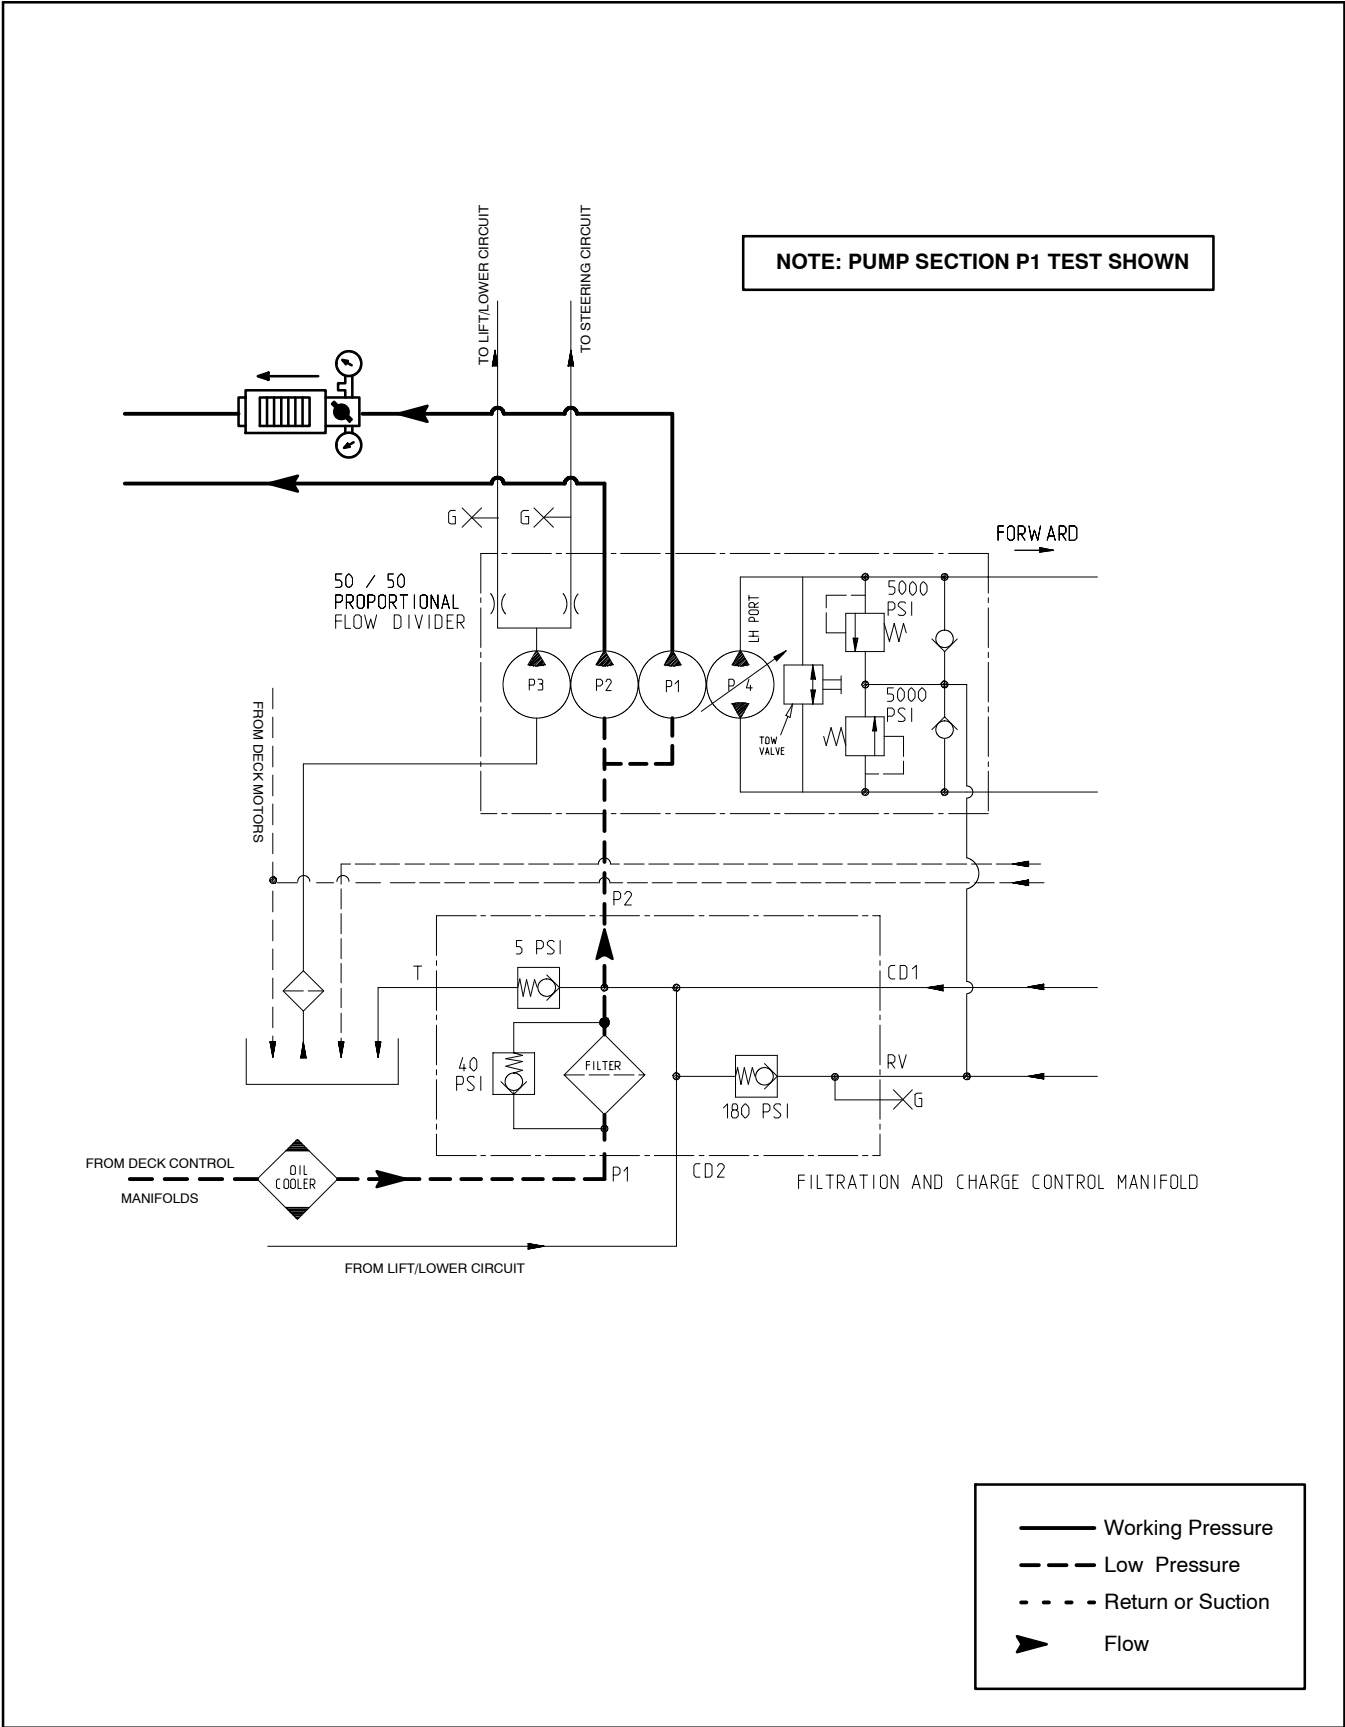 TO LIFT/LOWER CIRCUIT
TO STEERING CIRCUIT
NOTE: PUMP SECTION P1 TEST SHOWN
G
G
FORWARD
50 / 50
PROPORTIONAL
FLOW DIVIDER
LH PORT
5000
PSI
P3
P2
P1
P 4
5000
PSI
TOW
VALVE
FROM DECK MOTORS
P2
5 PSI
T
CD1
40
PSI
FILTER
RV
180 PSI
G
FROM DECK CONTROL
MANIFOLDS
OIL
COOLER
P1
CD2
FILTRATION AND CHARGE CONTROL MANIFOLD
FROM LIFT/LOWER CIRCUIT
Working Pressure
Low Pressure
Return or Suction
Flow